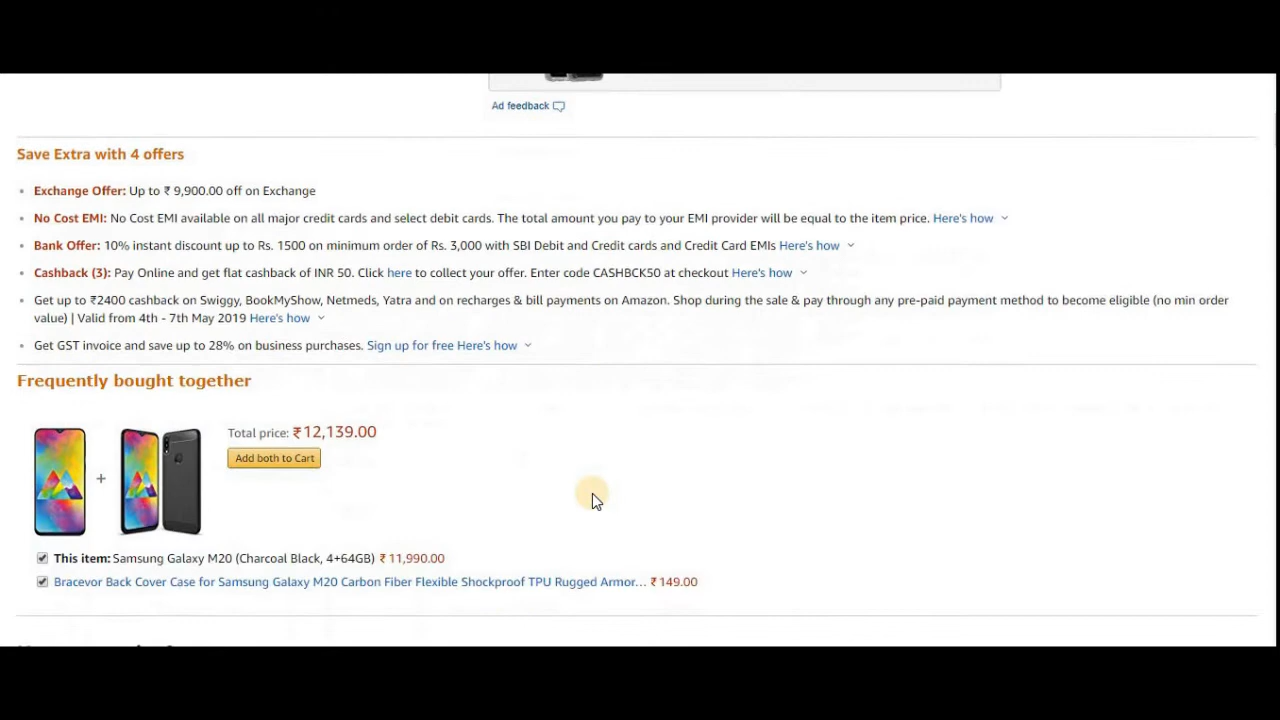 Ad feedback
Save Extra with 4 offers
Exchange Offer: Up to ₹ 9,900.00 off on Exchange
No Cost EMI: No Cost EMI available on all major credit cards and select debit cards. The total amount you pay to your EMI provider will be equal to the item price. Here's how
Bank Offer: 10% instant discount up to Rs. 1500 on minimum order of Rs. 3,000 with SBI Debit and Credit cards and Credit Card EMIs Here's how
Cashback (3): Pay Online and get flat cashback of INR 50. Click here to collect your offer. Enter code CASHBCK50 at checkout Here's how
Get up to ₹2400 cashback on Swiggy, BookMyShow, Netmeds, Yatra and on recharges & bill payments on Amazon. Shop during the sale & pay through any pre-paid payment method to become eligible (no min order
value) | Valid from 4th - 7th May 2019 Here's how
Get GST invoice and save up to 28% on business purchases. Sign up for free Here's how
Frequently bought together
Total price: ₹12,139.00
Add both to Cart
This item: Samsung Galaxy M20 (Charcoal Black, 4+64GB) ₹ 11,990.00
Bracevor Back Cover Case for Samsung Galaxy M20 Carbon Fiber Flexible Shockproof TPU Rugged Armor... ₹ 149.00